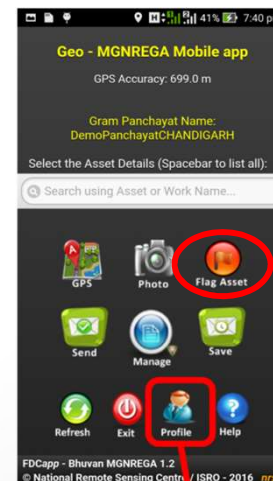 41% 7:40 pm
Geo - MGNREGA Mobile app
GPS Accuracy: 699.0 m
Gram Panchayat Name:
DemoPanchayatCHANDIGARH
Select the Asset Details (Spacebar to list all):
Search using Asset or Work Name...
GPS Photo Flag Asset
Send Manage Save
Refresh Exit Profile Help
FDCapp - Bhuvan MGNREGA 1.2
© National Remote Sensing Centre / ISRO - 2016